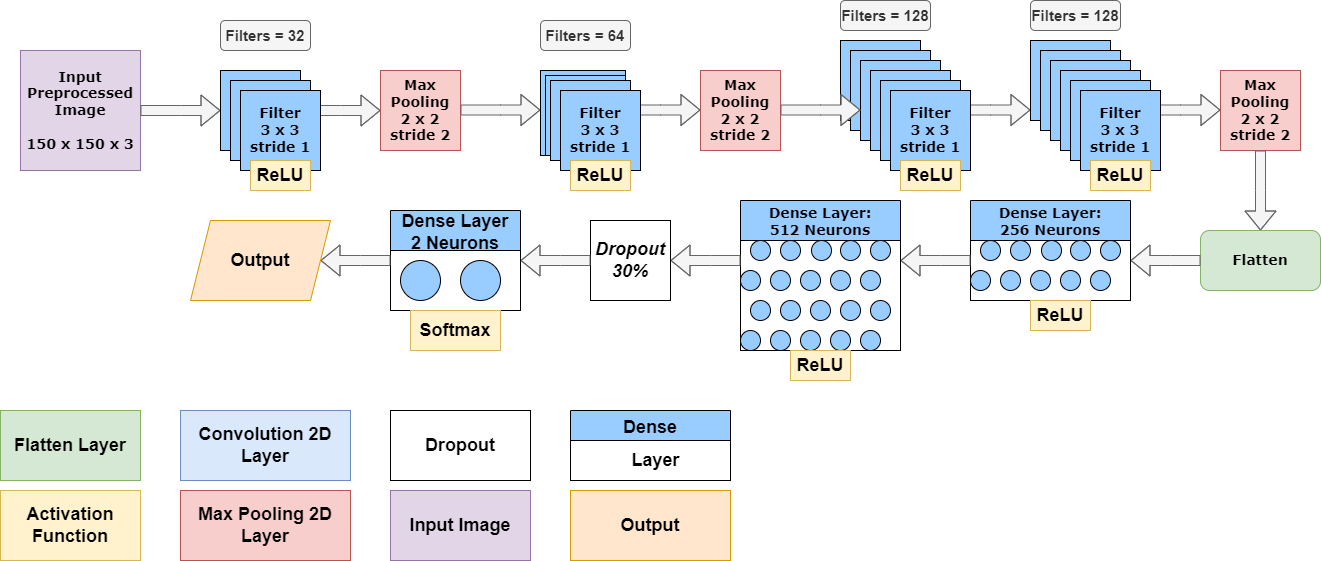 Filters = 32
Filters = 64
Filters = 128
Filters = 128
Input
Preprocessed
Image
150 x 150 x 3
Filter
3 x 3
stride 1
ReLU
Max
Pooling
2 x 2
stride 2
Filter
3 x 3
stride 1
ReLU
Max
Pooling
2 x 2
stride 2
Filter
3 x 3
stride 1
ReLU
Filter
3 x 3
stride 1
ReLU
Max
Pooling
2 x 2
stride 2
Flatten
Dense Layer:
256 Neurons
ReLU
Dense Layer:
512 Neurons
ReLU
Dropout
30%
Dense Layer
2 Neurons
Softmax
Output
Flatten Layer
Convolution 2D
Layer
Dropout
Dense
Layer
Activation
Function
Max Pooling 2D
Layer
Input Image
Output